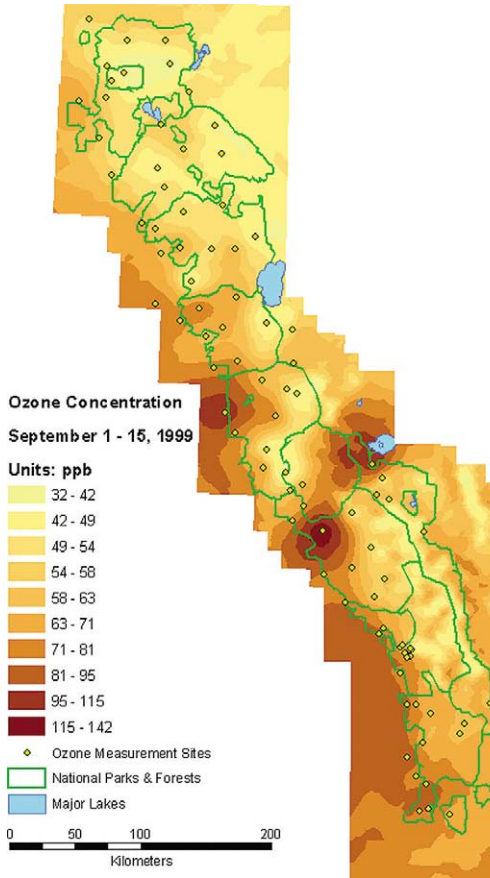 Ozone Concentration
September 1 - 15, 1999
Units: ppb
32 - 42
42 - 49
49 - 54
54 - 58
58 - 63
63 - 71
71 - 81
81 - 95
95 - 115
115 - 142
Ozone Measurement Sites
National Parks & Forests
Major Lakes
0 50 100 200
Kilometers